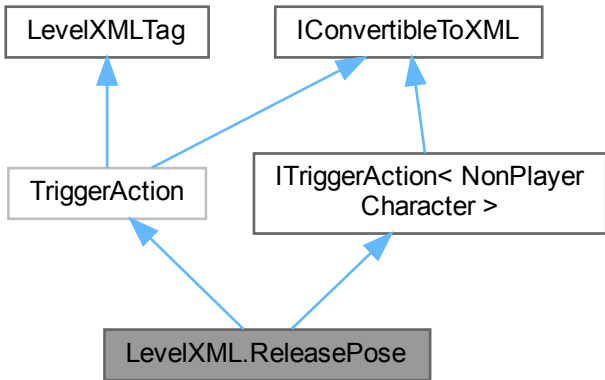 LevelXMLTag
IConvertibleToXML
TriggerAction
ITriggerAction< NonPlayer
Character >
LevelXML.ReleasePose